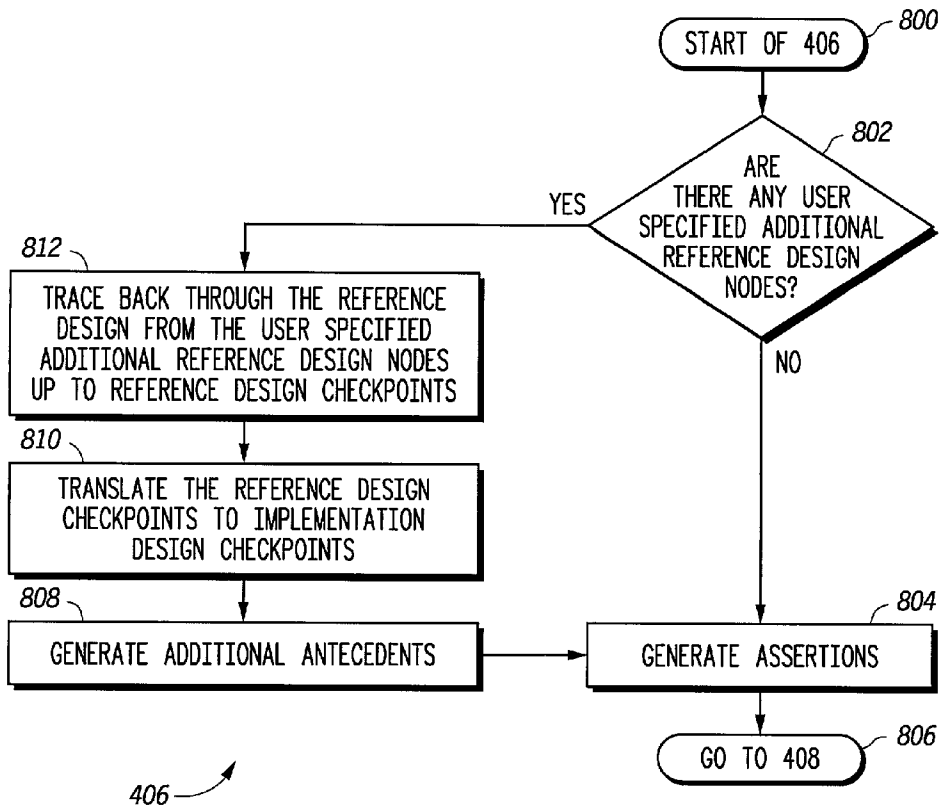 START OF 406
800
802
ARE
THERE ANY USER
SPECIFIED ADDITIONAL
REFERENCE DESIGN
NODES?
YES
NO
812
TRACE BACK THROUGH THE REFERENCE
DESIGN FROM THE USER SPECIFIED
ADDITIONAL REFERENCE DESIGN NODES
UP TO REFERENCE DESIGN CHECKPOINTS
810
TRANSLATE THE REFERENCE DESIGN
CHECKPOINTS TO IMPLEMENTATION
DESIGN CHECKPOINTS
808
GENERATE ADDITIONAL ANTECEDENTS
804
GENERATE ASSERTIONS
GO TO 408
806
406